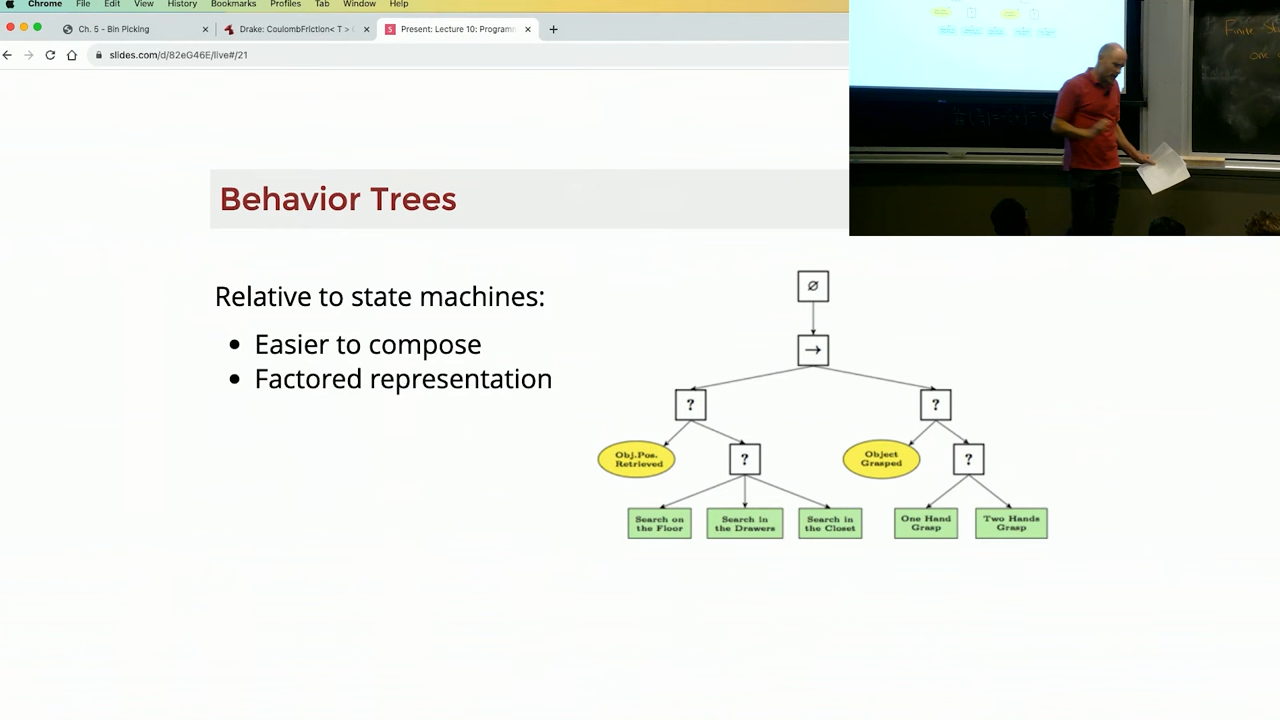 Chrome File Edit View History Bookmarks Profiles Tab Window Help
Ch. 5 - Bin Picking
Drake: CoulombFriction< T >
Present: Lecture 10: Programm
slides.com/d/82eG46E/live#/21
Behavior Trees
Relative to state machines:
Easier to compose
Factored representation
∅
→
?
?
Obj.Pos.
Retrieved
?
Object
Grasped
?
Search on
the Floor
Search in
the Drawers
Search in
the Closet
One Hand
Grasp
Two Hands
Grasp